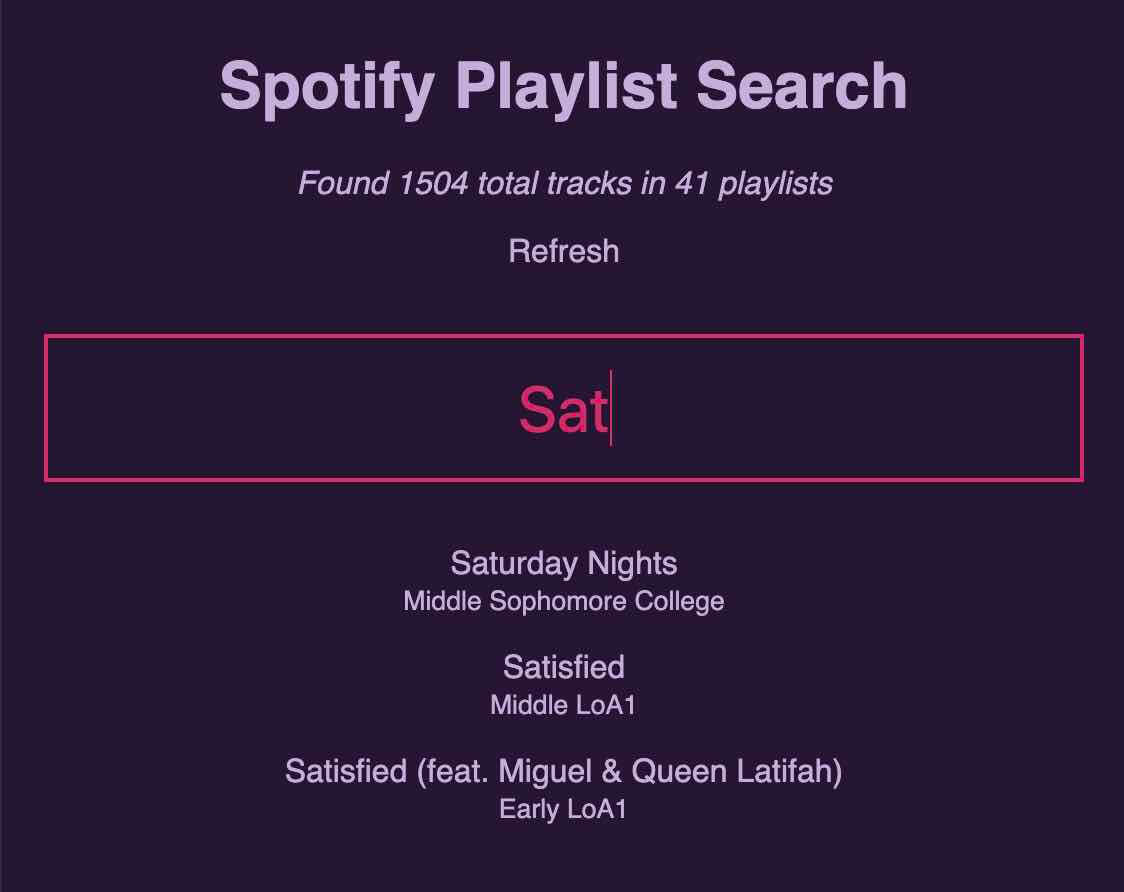 Spotify Playlist Search
Found 1504 total tracks in 41 playlists
Refresh
Sat
Saturday Nights
Middle Sophomore College
Satisfied
Middle LoA1
Satisfied (feat. Miguel & Queen Latifah)
Early LoA1